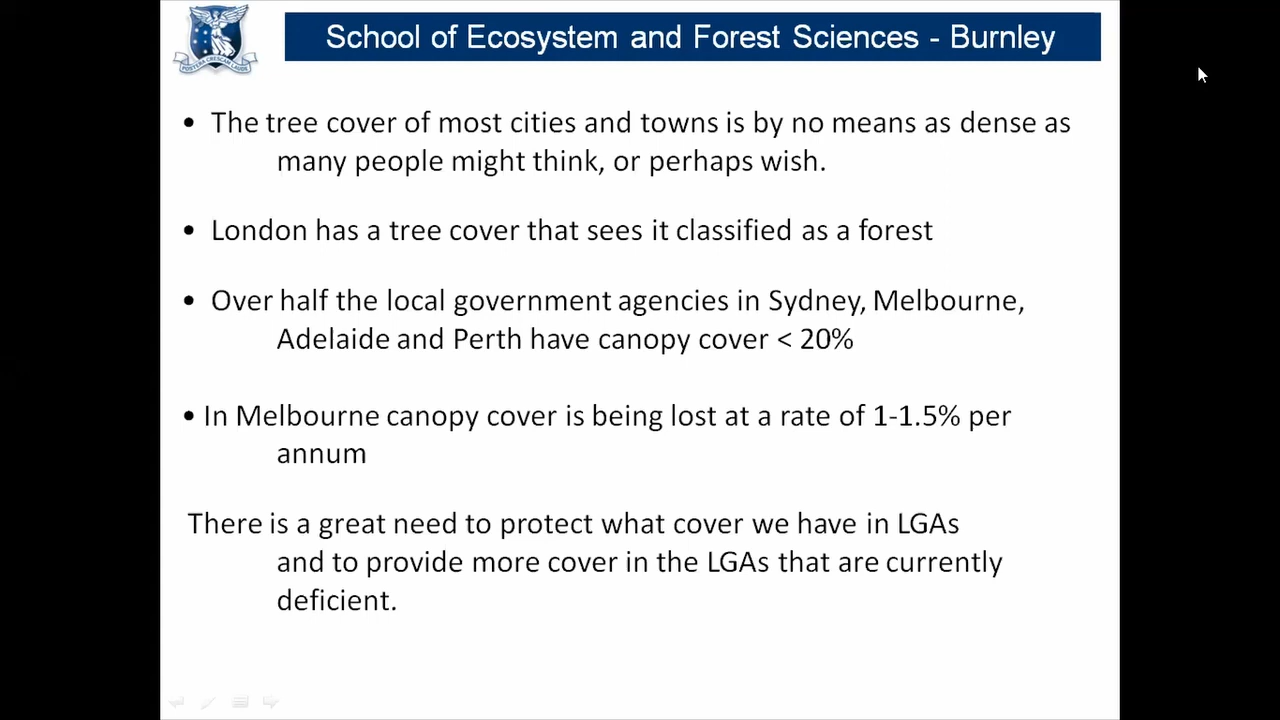 School of Ecosystem and Forest Sciences - Burnley
POSTERA CRESCAM LAUDE
• The tree cover of most cities and towns is by no means as dense as
many people might think, or perhaps wish.
• London has a tree cover that sees it classified as a forest
• Over half the local government agencies in Sydney, Melbourne,
Adelaide and Perth have canopy cover < 20%
• In Melbourne canopy cover is being lost at a rate of 1-1.5% per
annum
There is a great need to protect what cover we have in LGAs
and to provide more cover in the LGAs that are currently
deficient.